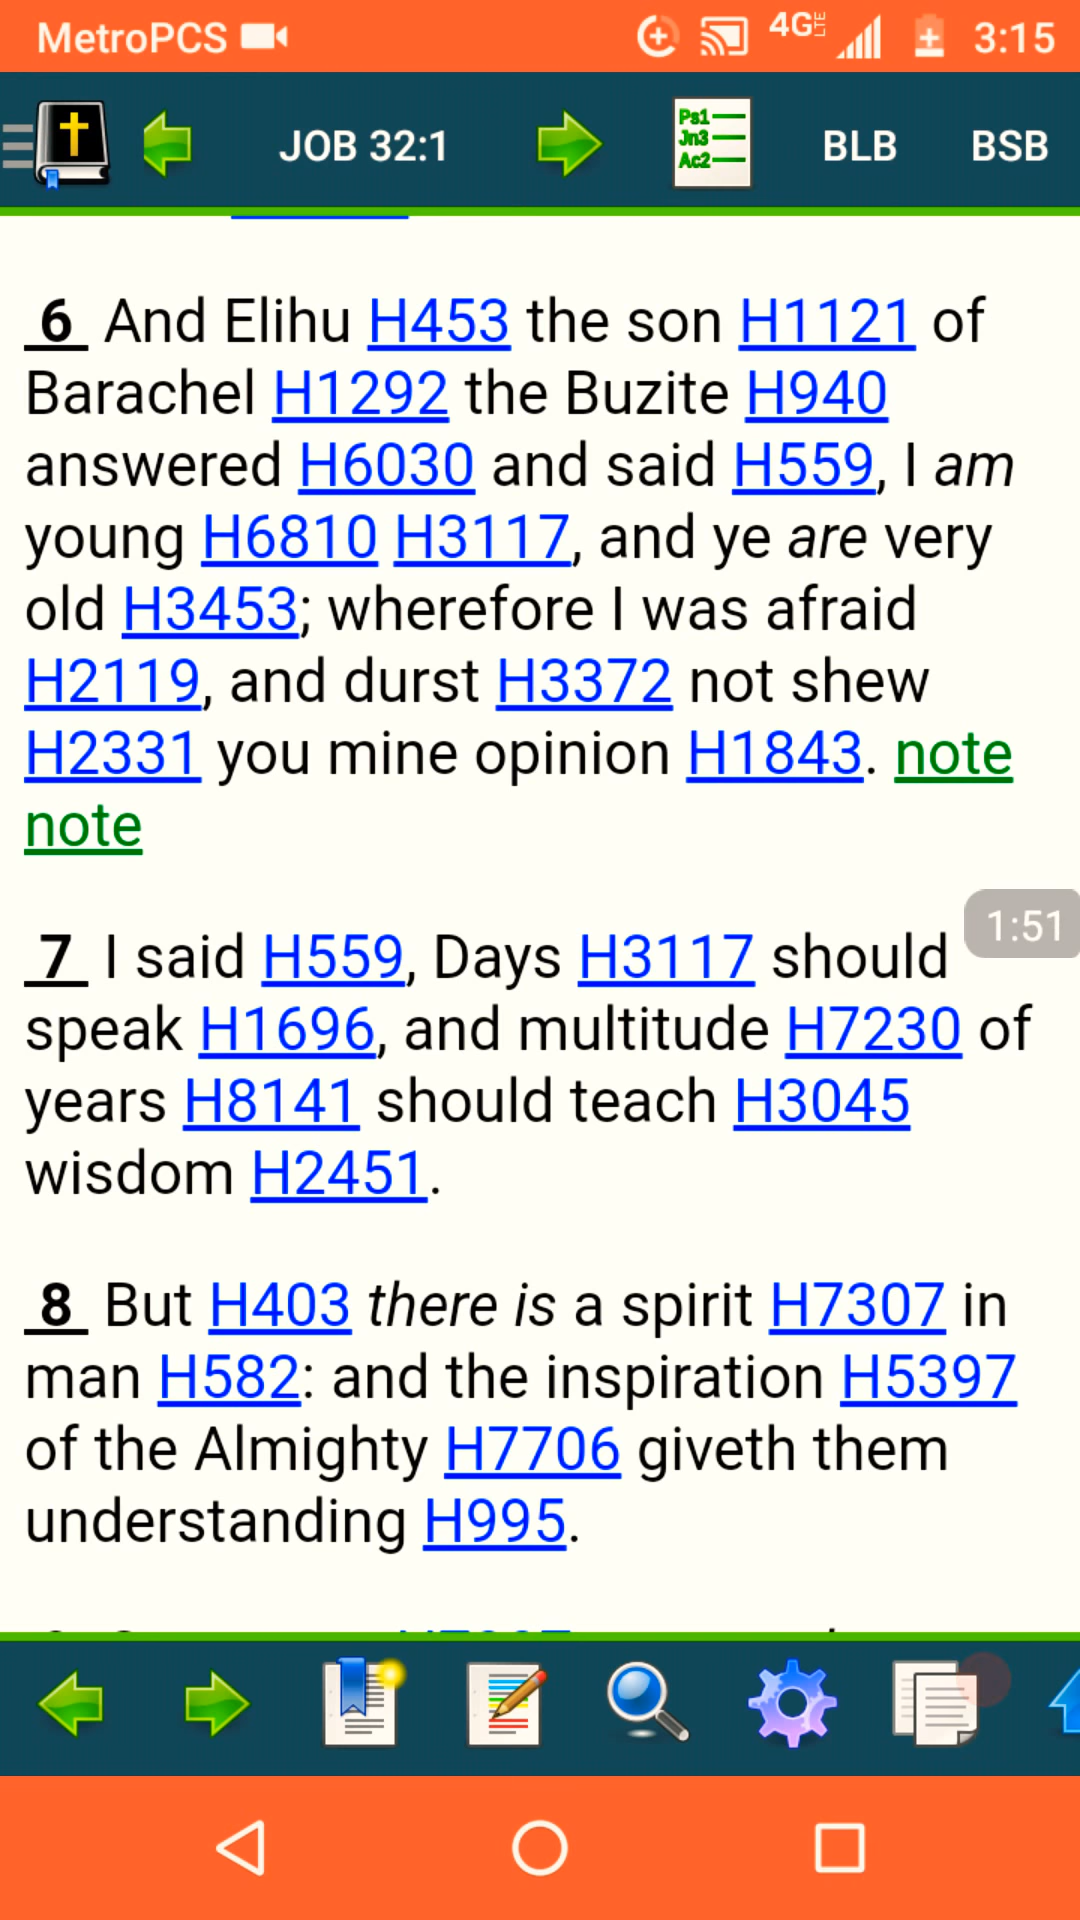 MetroPCS 4G LTE 3:15
JOB 32:1 Ps1 Jn3 Ac2 BLB BSB
6 And Elihu H453 the son H1121 of
Barachel H1292 the Buzite H940
answered H6030 and said H559, I am
young H6810 H3117, and ye are very
old H3453; wherefore I was afraid
H2119, and durst H3372 not shew
H2331 you mine opinion H1843. note
note
1:51
7 I said H559, Days H3117 should
speak H1696, and multitude H7230 of
years H8141 should teach H3045
wisdom H2451.
8 But H403 there is a spirit H7307 in
man H582: and the inspiration H5397
of the Almighty H7706 giveth them
understanding H995.